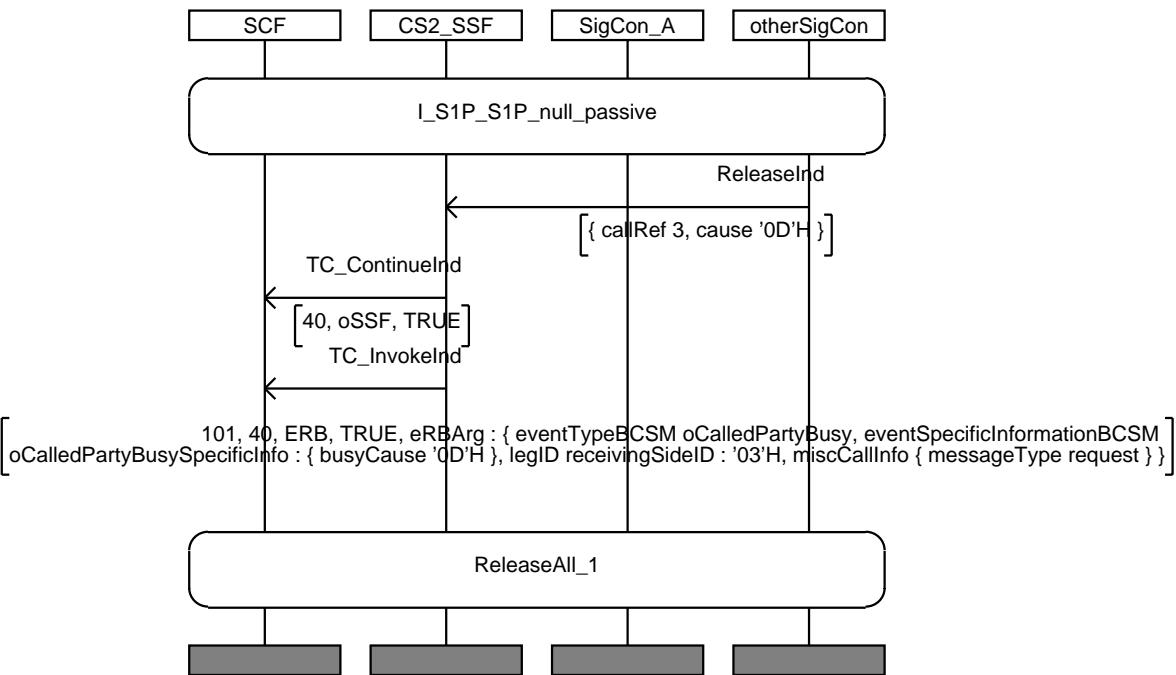 SCF CS2_SSF SigCon_A otherSigCon
I_S1P_S1P_null_passive
ReleaseInd
{ callRef 3, cause '0D'H }
TC_ContinueInd
40, oSSF, TRUE
TC_InvokeInd
101, 40, ERB, TRUE, eRBArg : { eventTypeBCSM oCalledPartyBusy, eventSpecificInformationBCSM
oCalledPartyBusySpecificInfo : { busyCause '0D'H }, legID receivingSideID : '03'H, miscCallInfo { messageType request } }
ReleaseAll_1